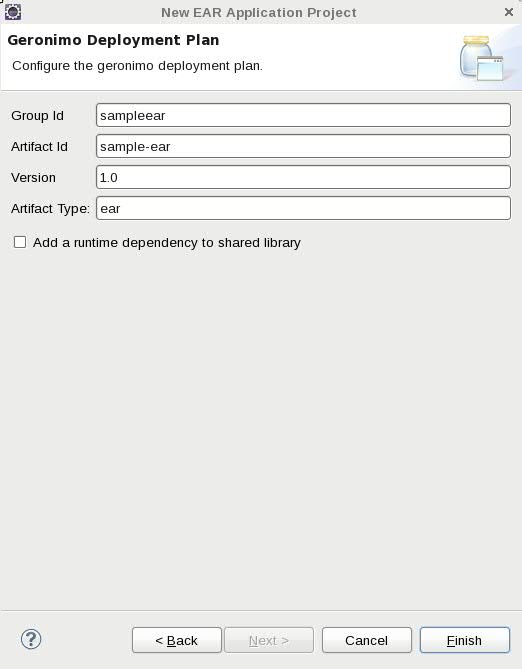 New EAR Application Project
Geronimo Deployment Plan
Configure the geronimo deployment plan.
Group Id sampleear
Artifact Id sample-ear
Version 1.0
Artifact Type: ear
Add a runtime dependency to shared library
? < Back Next > Cancel Finish